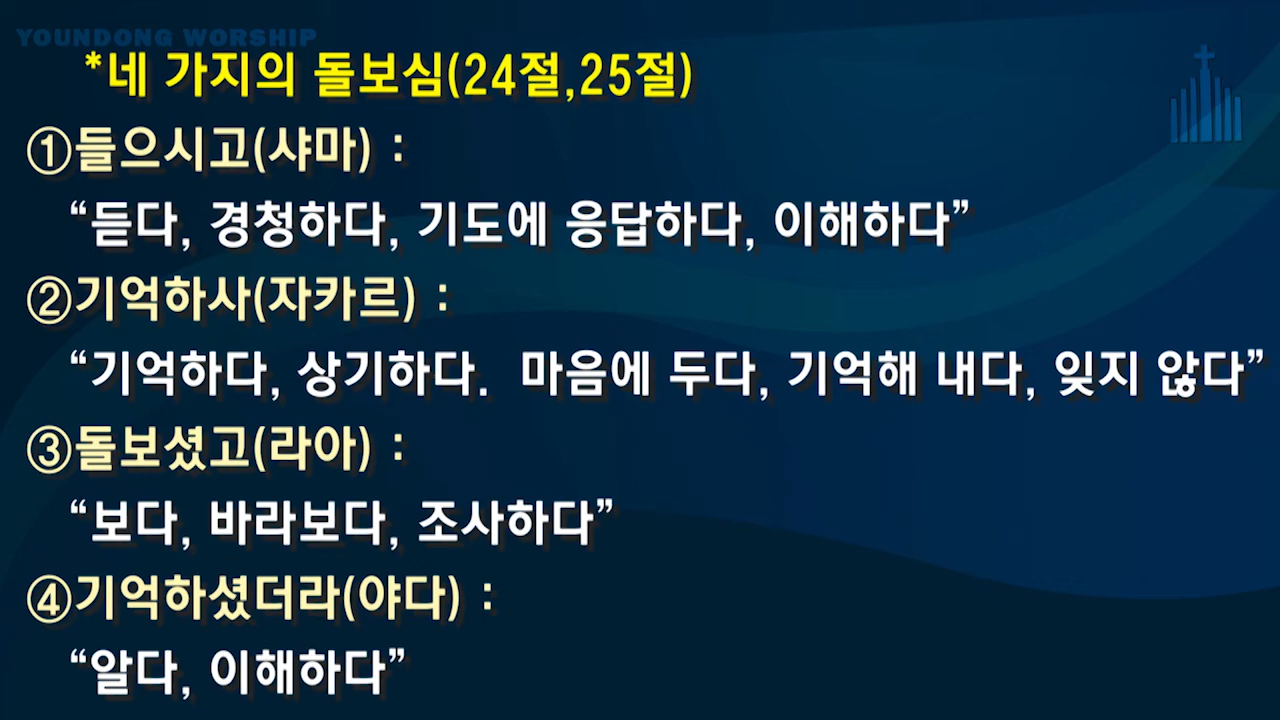 YOUNDONG WORSHIP
*네 가지의 돌보심(24절,25절)
①들으시고(샤마) :
“듣다, 경청하다, 기도에 응답하다, 이해하다”
②기억하사(자카르) :
“기억하다, 상기하다.  마음에 두다, 기억해 내다, 잊지 않다”
③돌보셨고(라아) :
“보다, 바라보다, 조사하다”
④기억하셨더라(야다) :
“알다, 이해하다”